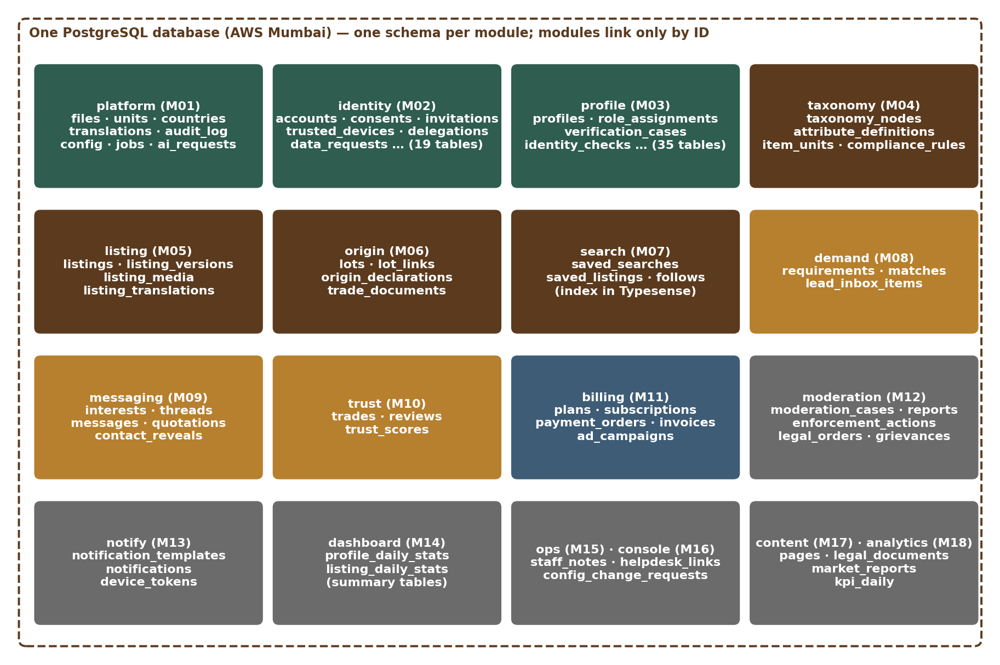 One PostgreSQL database (AWS Mumbai) — one schema per module; modules link only by ID
platform (M01)
files · units · countries
translations · audit_log
config · jobs · ai_requests
identity (M02)
accounts · consents · invitations
trusted_devices · delegations
data_requests … (19 tables)
profile (M03)
profiles · role_assignments
verification_cases
identity_checks … (35 tables)
taxonomy (M04)
taxonomy_nodes
attribute_definitions
item_units · compliance_rules
listing (M05)
listings · listing_versions
listing_media
listing_translations
origin (M06)
lots · lot_links
origin_declarations
trade_documents
search (M07)
saved_searches
saved_listings · follows
(index in Typesense)
demand (M08)
requirements · matches
lead_inbox_items
messaging (M09)
interests · threads
messages · quotations
contact_reveals
trust (M10)
trades · reviews
trust_scores
billing (M11)
plans · subscriptions
payment_orders · invoices
ad_campaigns
moderation (M12)
moderation_cases · reports
enforcement_actions
legal_orders · grievances
notify (M13)
notification_templates
notifications
device_tokens
dashboard (M14)
profile_daily_stats
listing_daily_stats
(summary tables)
ops (M15) · console (M16)
staff_notes · helpdesk_links
config_change_requests
content (M17) · analytics (M18)
pages · legal_documents
market_reports
kpi_daily